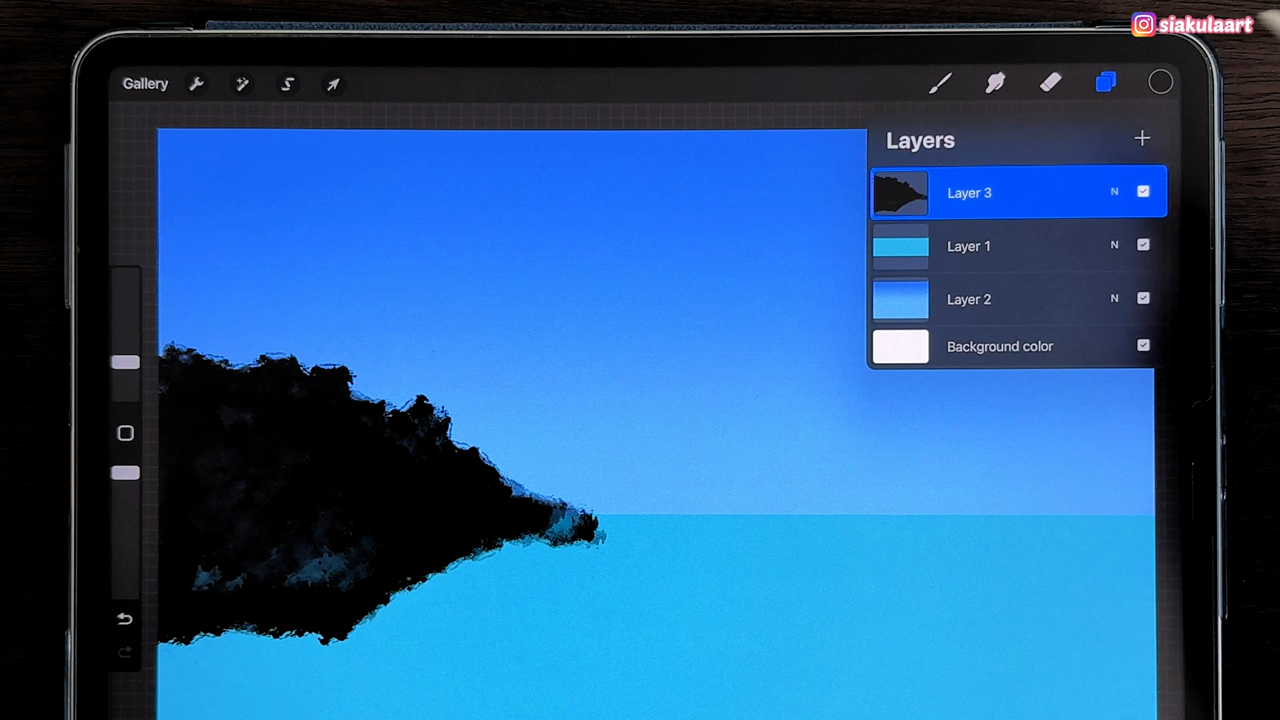 siakulaart
Gallery
Layers
Layer 3 N
Layer 1 N
Layer 2 N
Background color